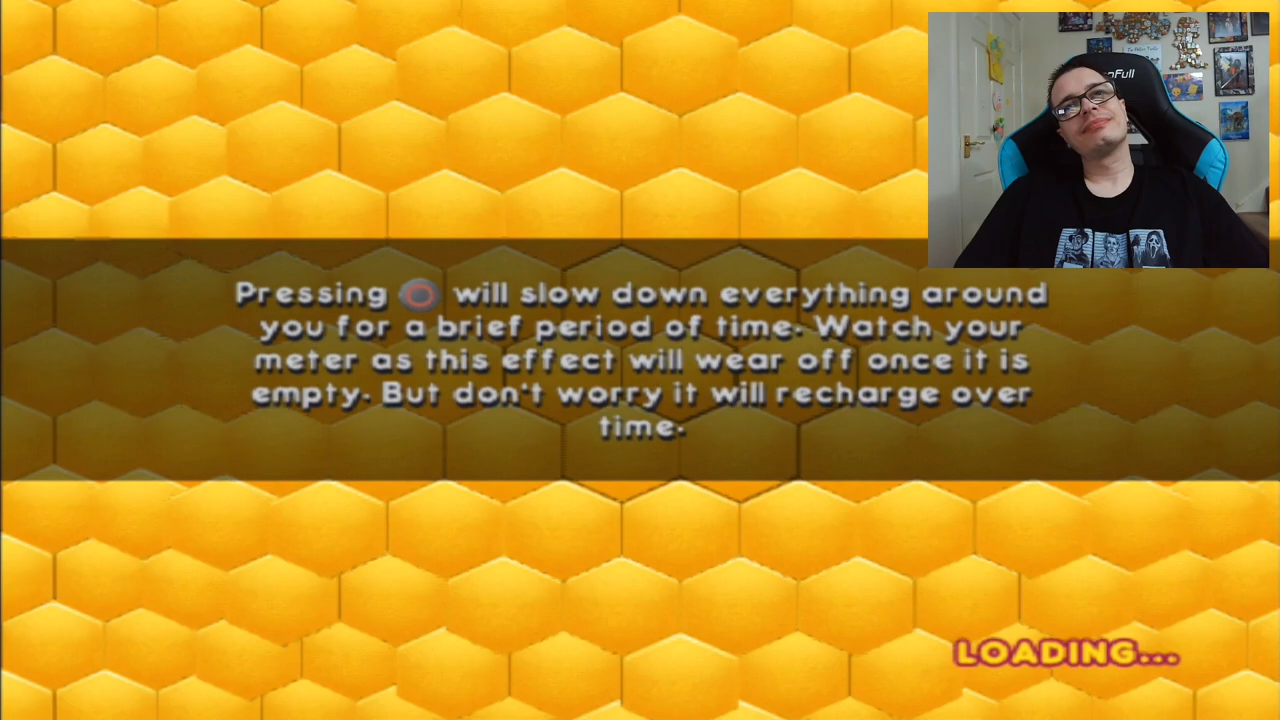 Pressing will slow down everything around
you for a brief period of time. Watch your
meter as this effect will wear off once it is
empty. But don't worry it will recharge over
time.
LOADING...